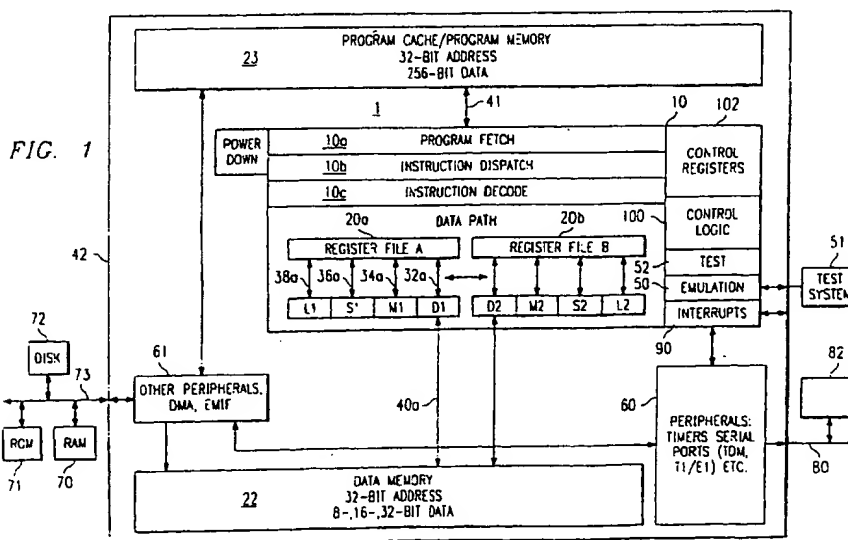 PROGRAM CACHE/PROGRAM MEMORY
32-BIT ADDRESS
256-BIT DATA
23
FIG. 1
1
41
10
102
POWER
DOWN
10a
PROGRAM FETCH
10b
INSTRUCTION DISPATCH
10c
INSTRUCTION DECODE
CONTROL
REGISTERS
DATA PATH
20a
20b
100
CONTROL
LOGIC
REGISTER FILE A
REGISTER FILE B
42
38a
36a
34a
32a
52
TEST
50
EMULATION
INTERRUPTS
51
TEST
SYSTEM
L1
S'
M1
D1
D2
M2
S2
L2
90
72
DISK
73
61
OTHER PERIPHERALS,
DMA, EMIF
40a
60
82
PERIPHERALS:
TIMERS SERIAL
PORTS (TDM,
T1/E1) ETC.
ROM
71
RAM
70
80
22
DATA MEMORY
32-BIT ADDRESS
8-,16-,32-BIT DATA